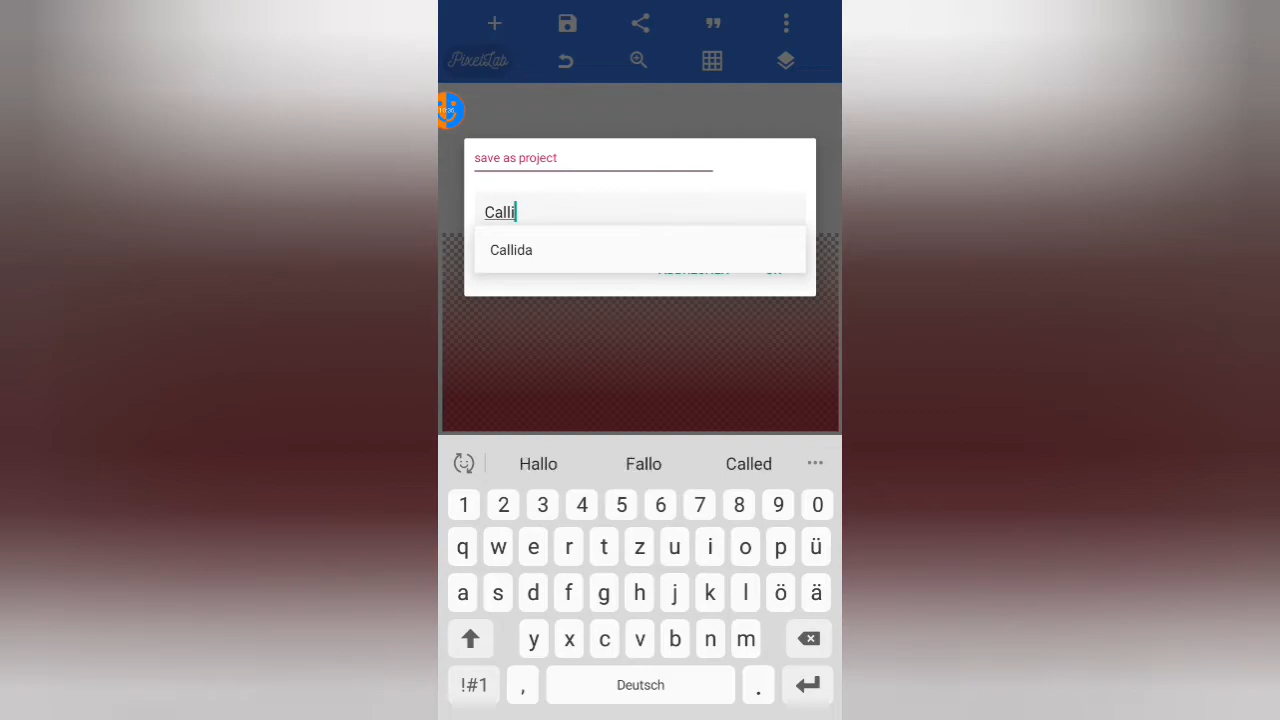 PixelLab
save as project
Calli
Callida
Hallo Fallo Called
1 2 3 4 5 6 7 8 9 0
q w e r t z u i o p ü
a s d f g h j k l ö ä
y x c v b n m
!#1 , Deutsch .